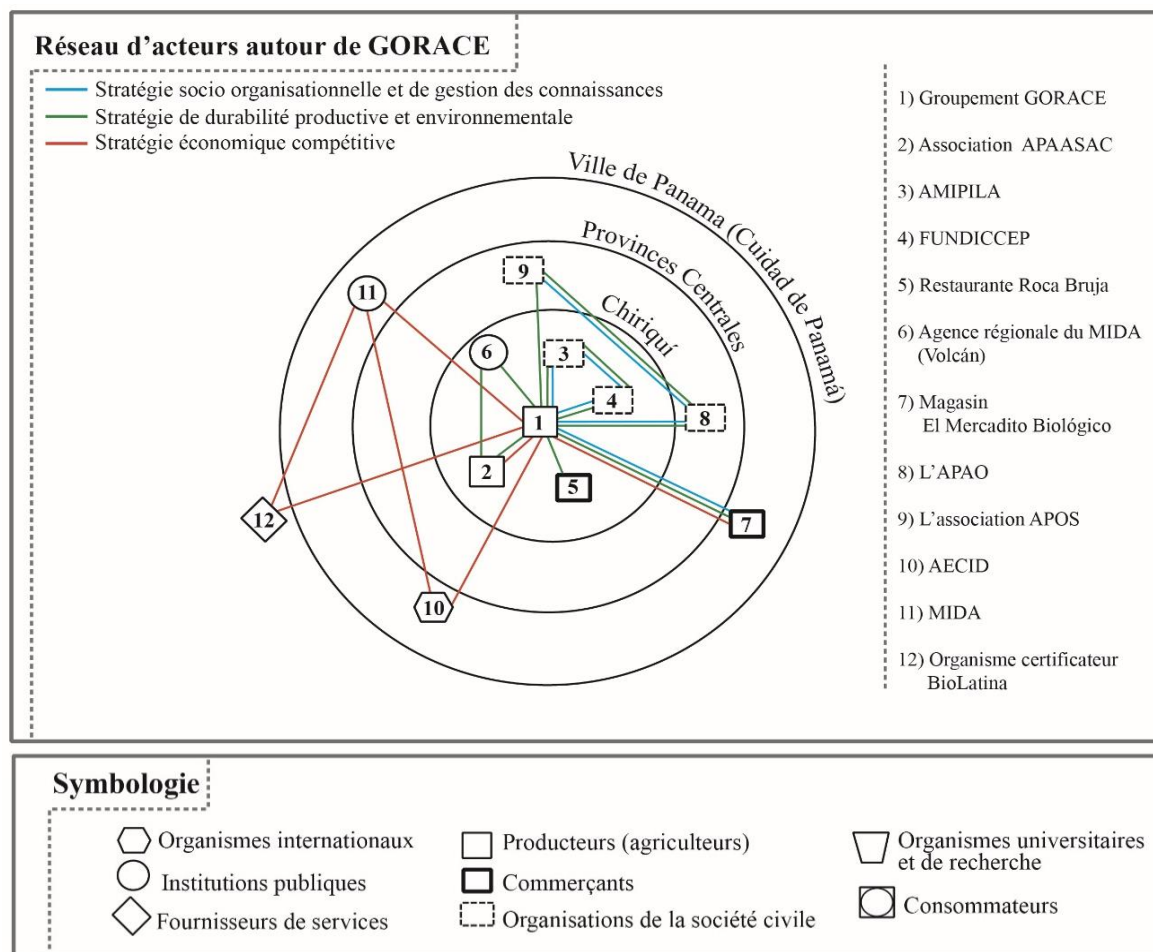 Réseau d'acteurs autour de GORACE
Stratégie socio organisationnelle et de gestion des connaissances
Stratégie de durabilité productive et environnementale
Stratégie économique compétitive
Ville de Panama (Cuidad de Panamá)
Provinces Centrales
Chiriquí
9
11
6
3
4
8
1
2
5
7
12
10
1) Groupement GORACE
2) Association APAASAC
3) AMIPILA
4) FUNDICCEP
5) Restaurante Roca Bruja
6) Agence régionale du MIDA
(Volcán)
7) Magasin
El Mercadito Biológico
8) L'APAO
9) L'association APOS
10) AECID
11) MIDA
12) Organisme certificateur
BioLatina
Symbologie
Organismes internaux
Institutions publiques
Fournisseurs de services
Producteurs (agriculteurs)
Commerçants
Organisations de la société civile
Organismes universitaires
et de recherche
Consommateurs